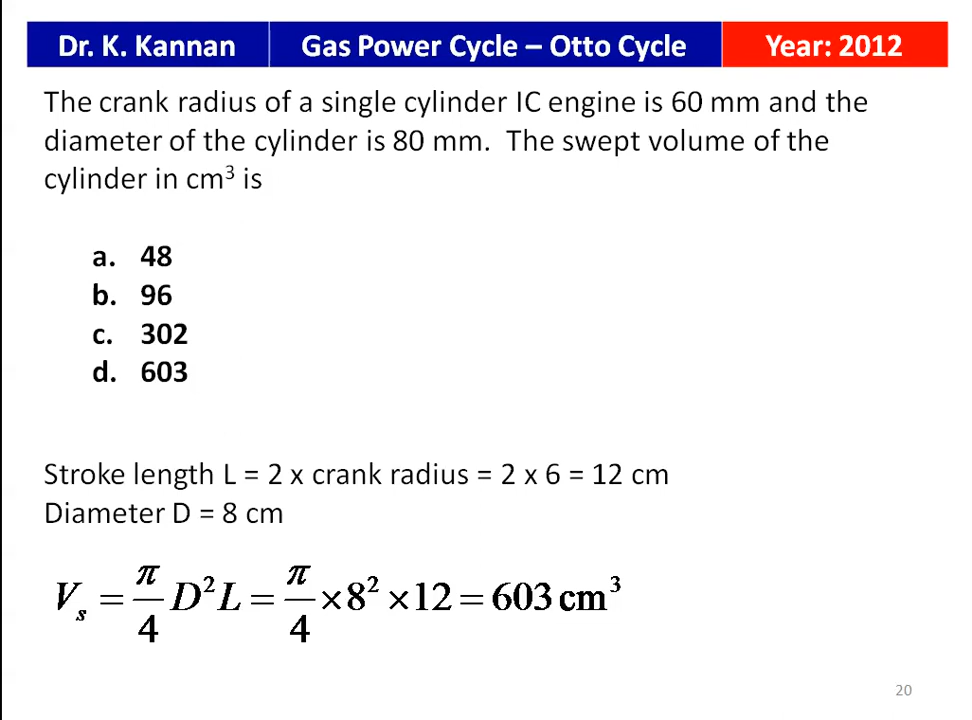 Dr. K. Kannan Gas Power Cycle – Otto Cycle Year: 2012
The crank radius of a single cylinder IC engine is 60 mm and the
diameter of the cylinder is 80 mm. The swept volume of the
cylinder in cm³ is
a. 48
b. 96
c. 302
d. 603
Stroke length L = 2 x crank radius = 2 x 6 = 12 cm
Diameter D = 8 cm
Vₛ = π/4 D²L = π/4 × 8² × 12 = 603 cm³
20